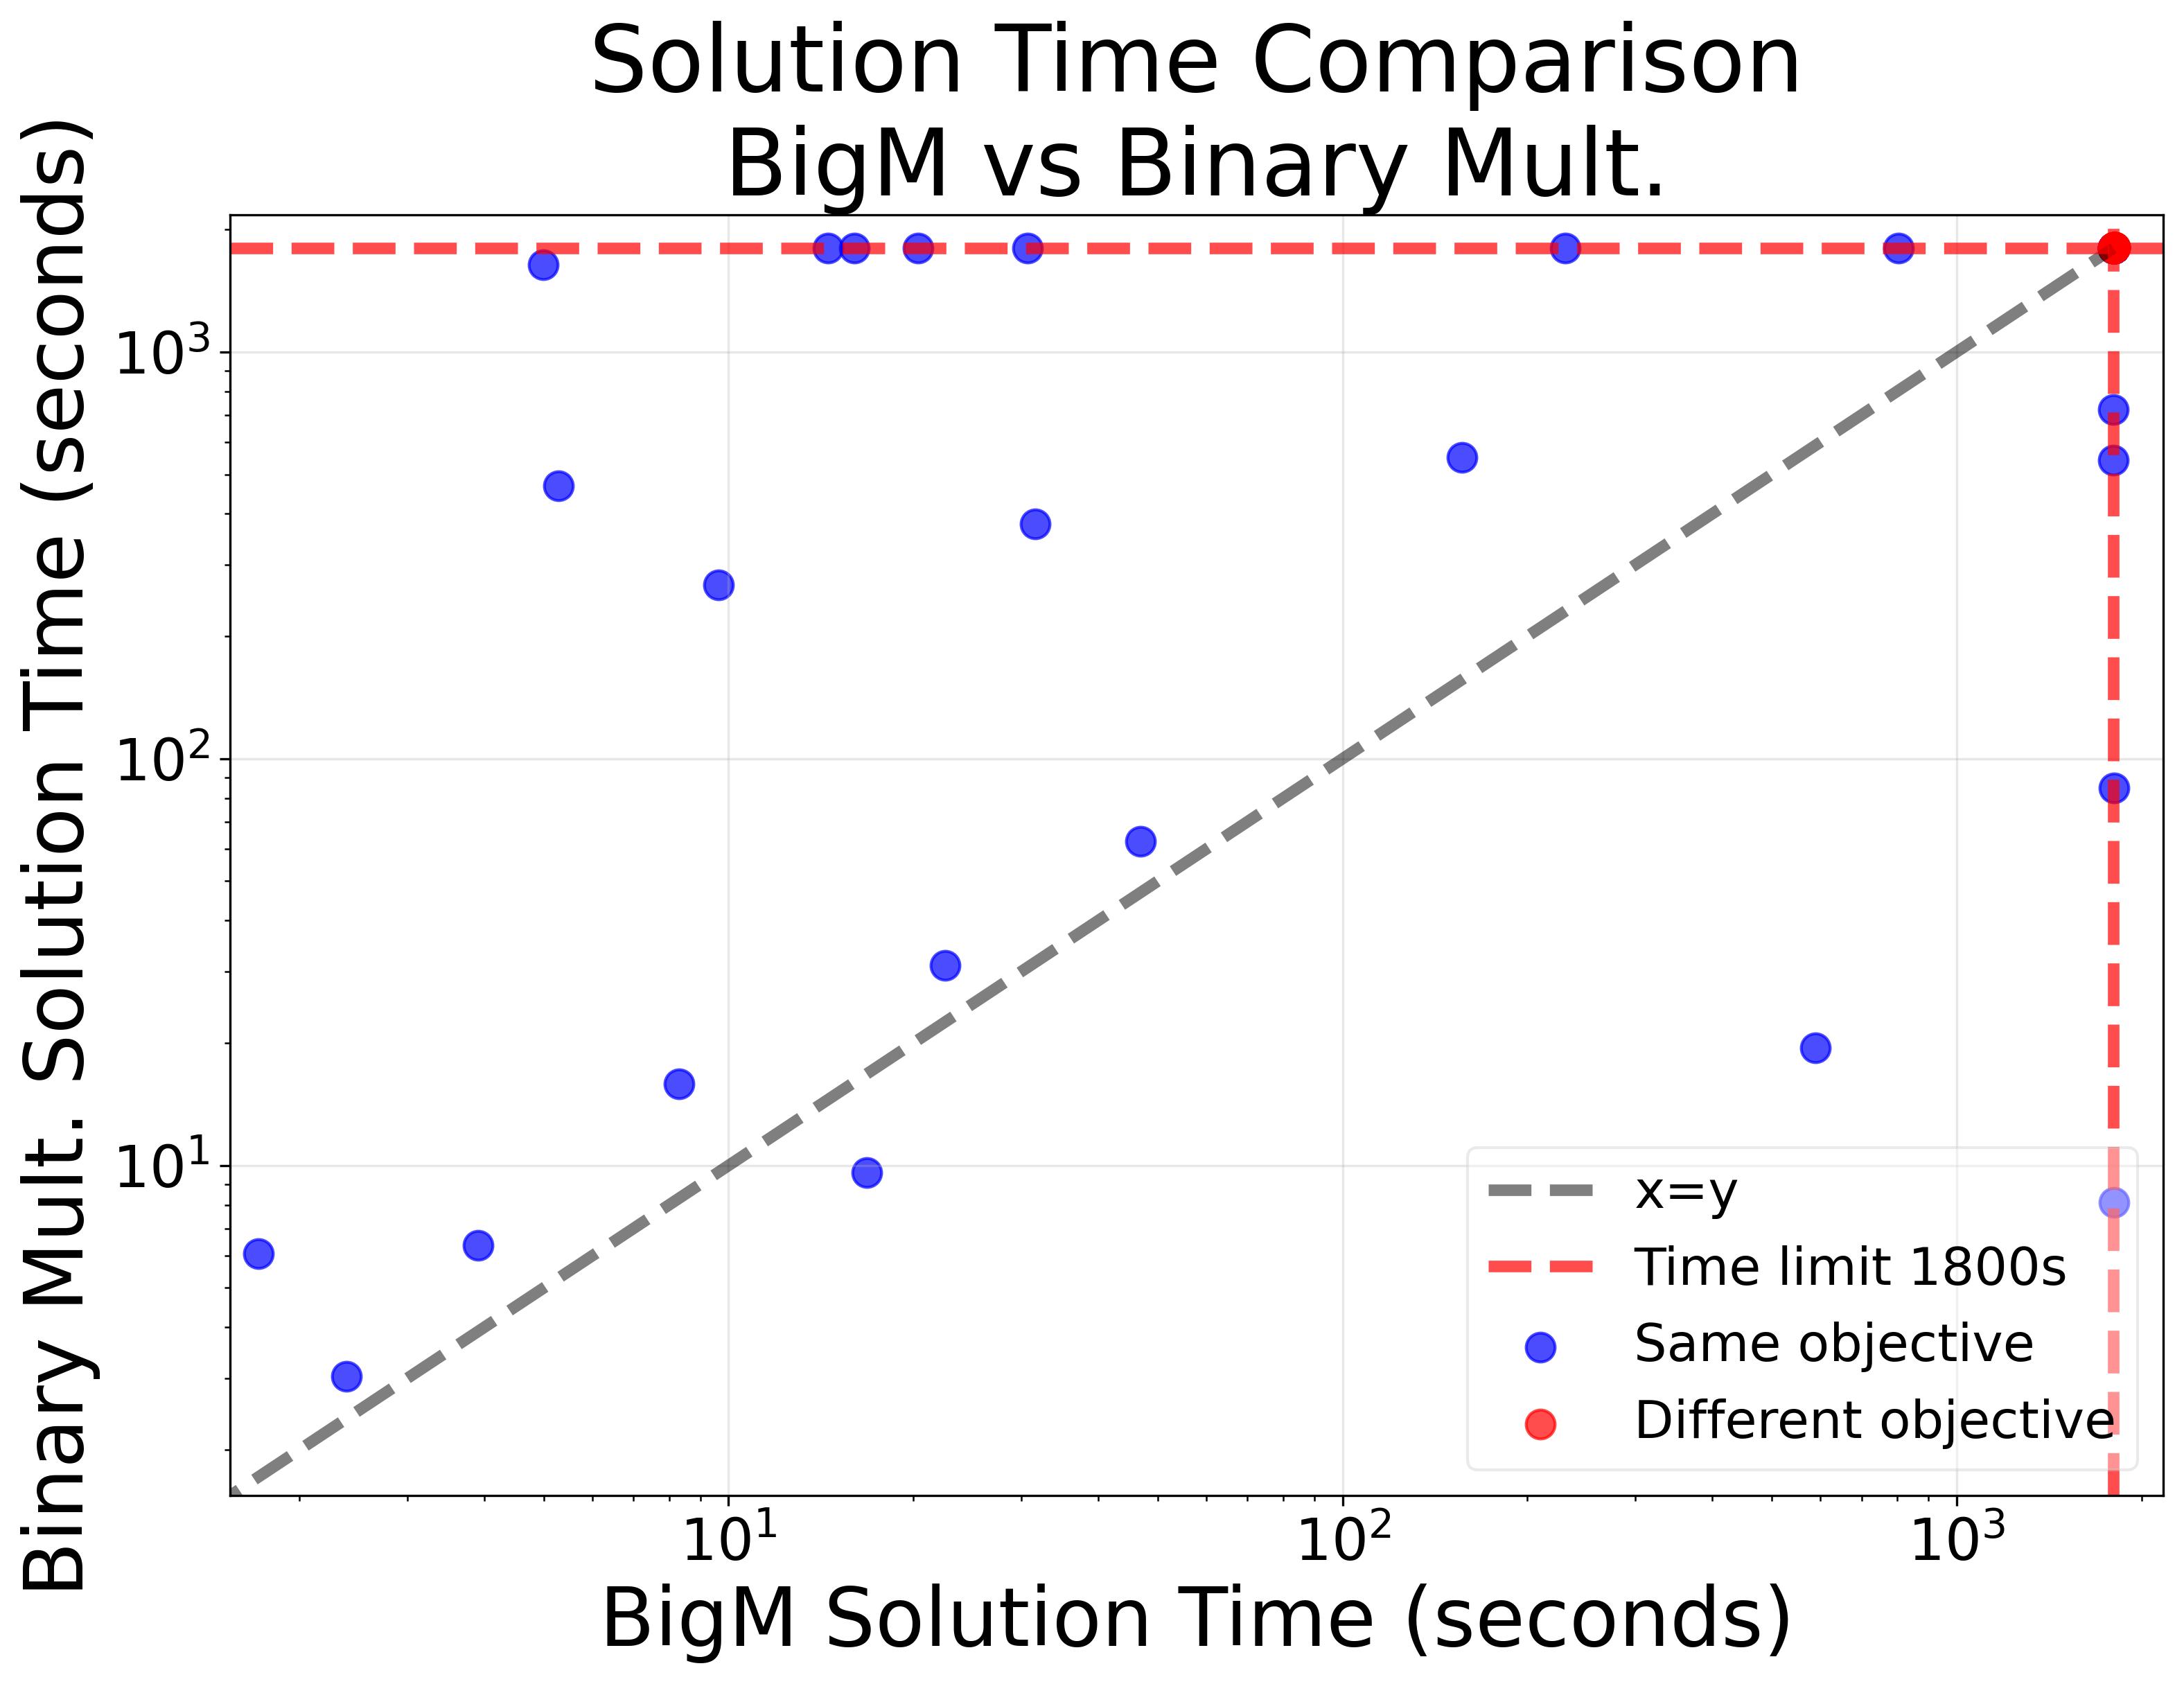 Solution Time Comparison
BigM vs Binary Mult.
Binary Mult. Solution Time (seconds)
10³
10²
10¹
x=y
Time limit 1800s
Same objective
Different objective
10¹
10²
10³
BigM Solution Time (seconds)